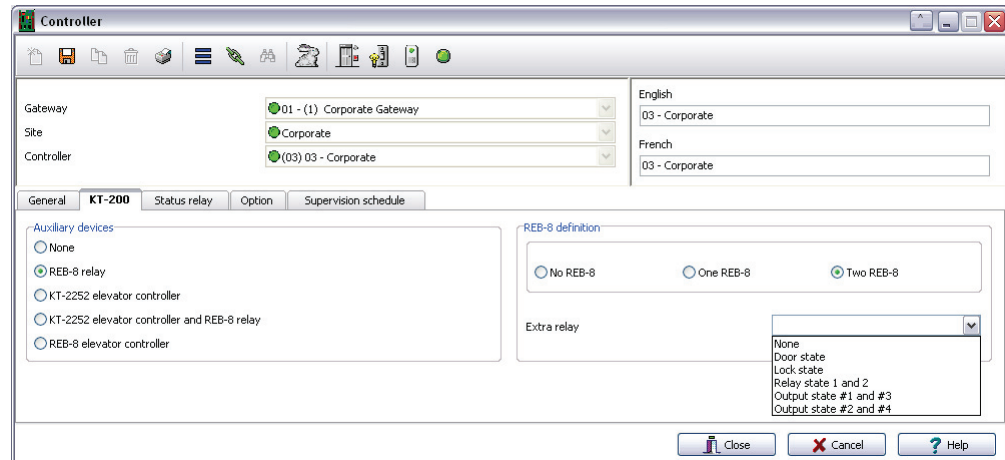 Controller
Gateway
01 - (1) Corporate Gateway
Site
Corporate
Controller
(03) 03 - Corporate
English
03 - Corporate
French
03 - Corporate
General KT-200 Status relay Option Supervision schedule
Auxiliary devices
None
REB-8 relay
KT-2252 elevator controller
KT-2252 elevator controller and REB-8 relay
REB-8 elevator controller
REB-8 definition
No REB-8 One REB-8 Two REB-8
Extra relay
None
Door state
Lock state
Relay state 1 and 2
Output state #1 and #3
Output state #2 and #4
Close Cancel ? Help